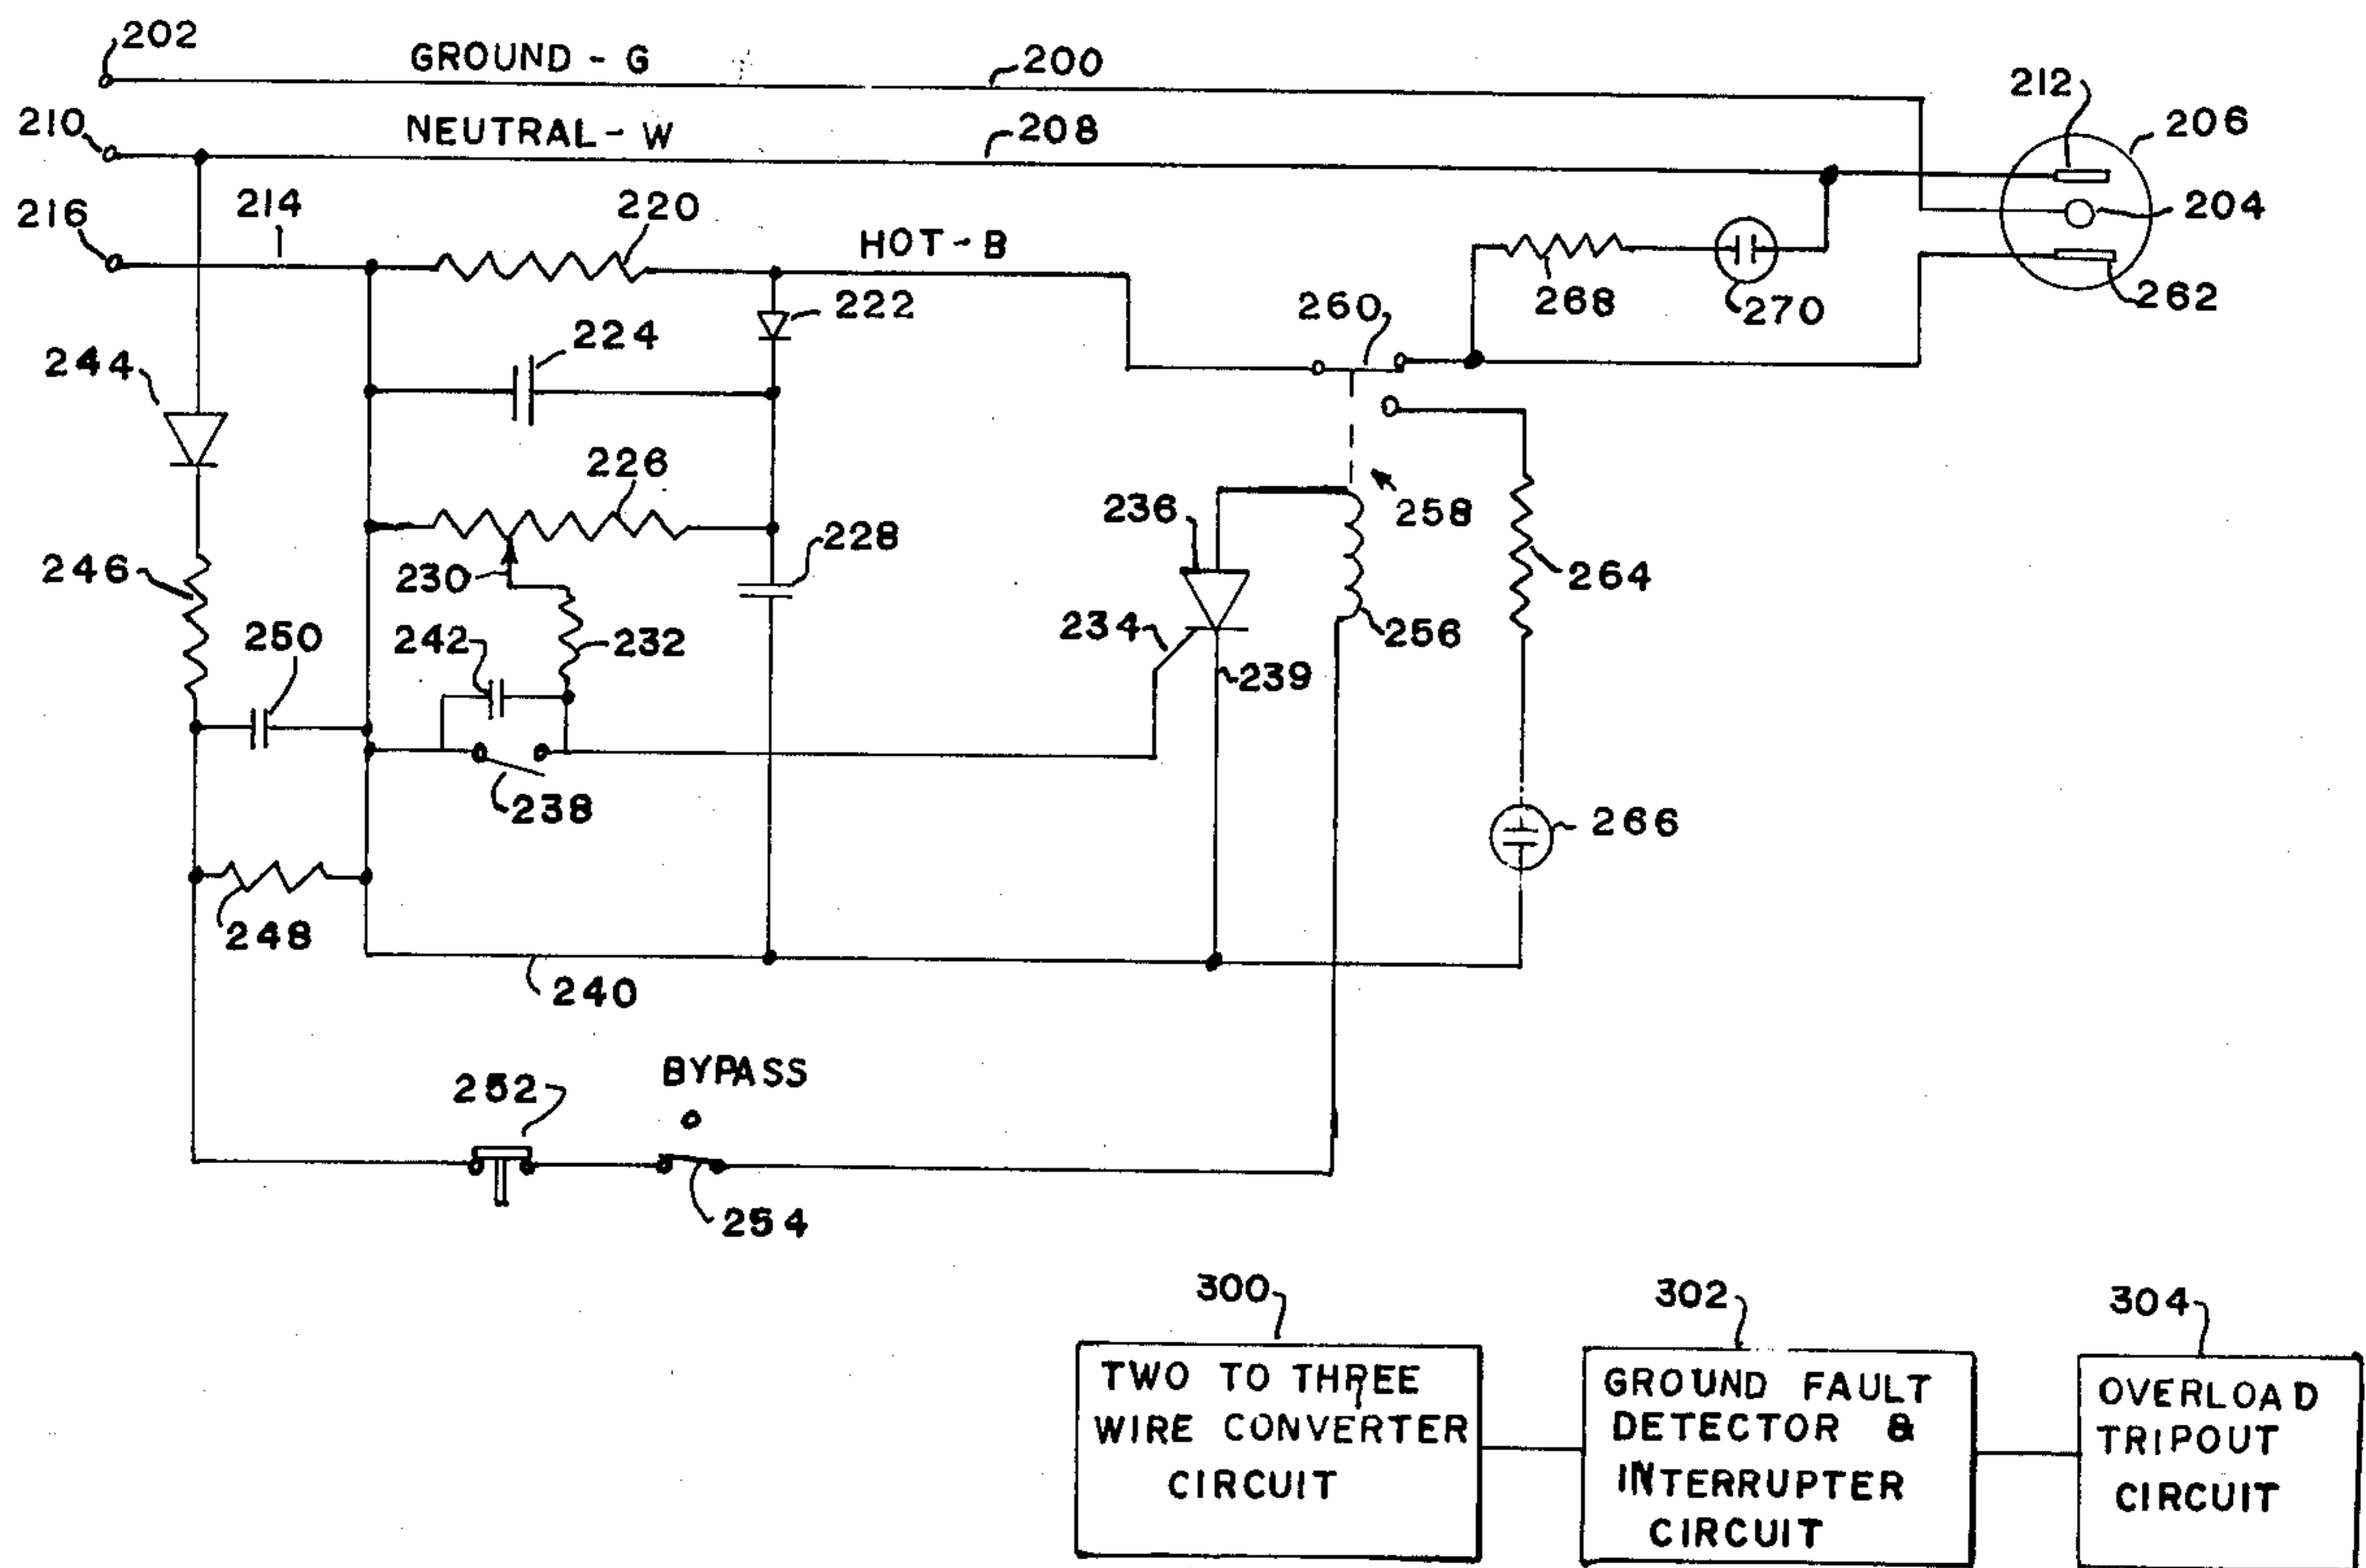 202
GROUND - G
200
212
210
NEUTRAL - W
208
206
216
214
220
HOT - B
204
262
268
270
222
260
224
244
226
236
258
228
246
230
264
250
242
232
234
256
239
238
266
248
240
BYPASS
252
254
300
302
304
TWO TO THREE
WIRE CONVERTER
CIRCUIT
GROUND FAULT
DETECTOR &
INTERRUPTER
CIRCUIT
OVERLOAD
TRIPOUT
CIRCUIT